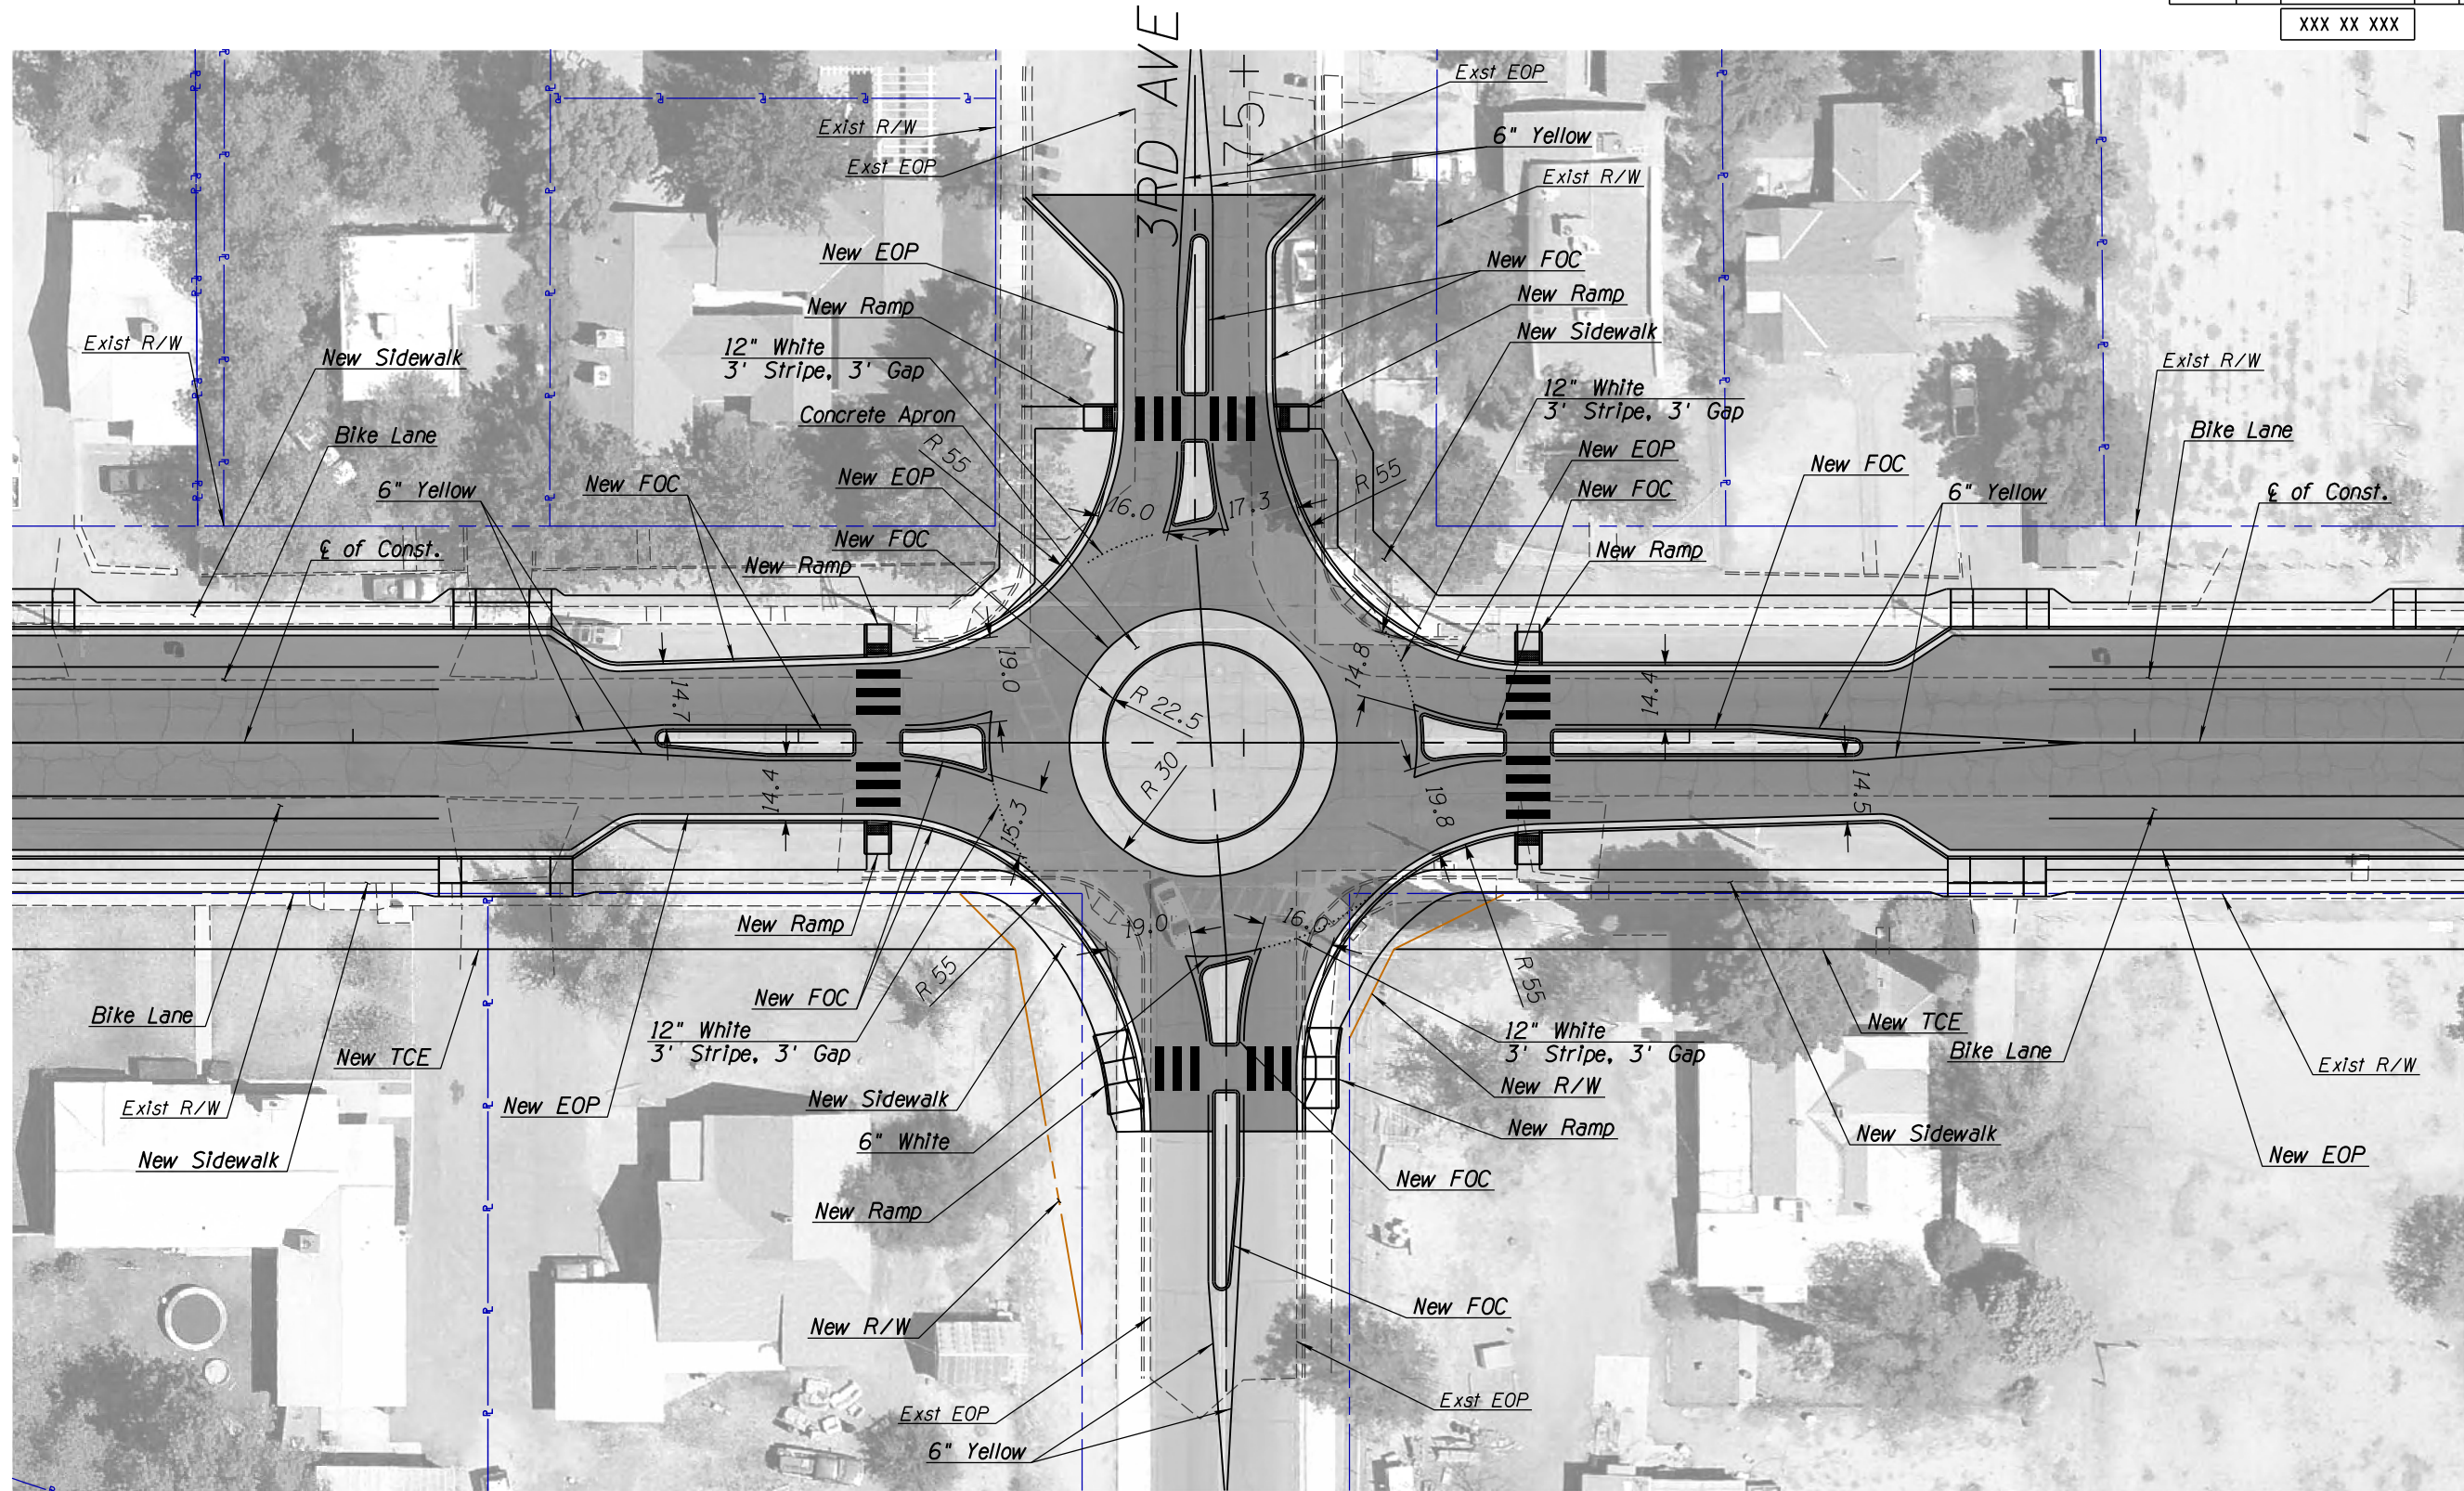 XXX XX XXX
3RD AVE
75+
Exst EOP
Exist R/W
Exst EOP
6" Yellow
Exist R/W
New EOP
New FOC
New Ramp
New Ramp
Exist R/W
New Sidewalk
12" White
3' Stripe, 3' Gap
New Sidewalk
Exist R/W
12" White
3' Stripe, 3' Gap
Concrete Apron
Bike Lane
R 55
New EOP
Bike Lane
New EOP
New FOC
R 55
6" Yellow
New FOC
New FOC
6" Yellow
℄ of Const.
16.0
17.3
New FOC
℄ of Const.
New Ramp
New Ramp
19.0
14.8
14.7
14.4
R 22.5
R 30
14.4
19.8
14.5
15.3
New Ramp
19.0
16.0
R 55
R 55
New FOC
Bike Lane
12" White
3' Stripe, 3' Gap
New TCE
12" White
3' Stripe, 3' Gap
New TCE
Bike Lane
Exist R/W
New R/W
Exist R/W
New EOP
New Sidewalk
6" White
New Ramp
New Sidewalk
New EOP
New Sidewalk
New FOC
New Ramp
New FOC
New R/W
Exst EOP
Exst EOP
6" Yellow